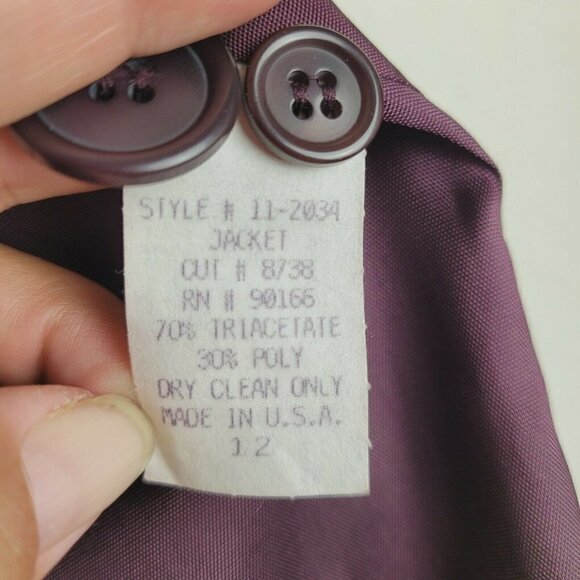 STYLE # 11-2034
JACKET
CUT # 8738
RN # 90166
70% TRIACETATE
30% POLY
DRY CLEAN ONLY
MADE IN U.S.A.
12